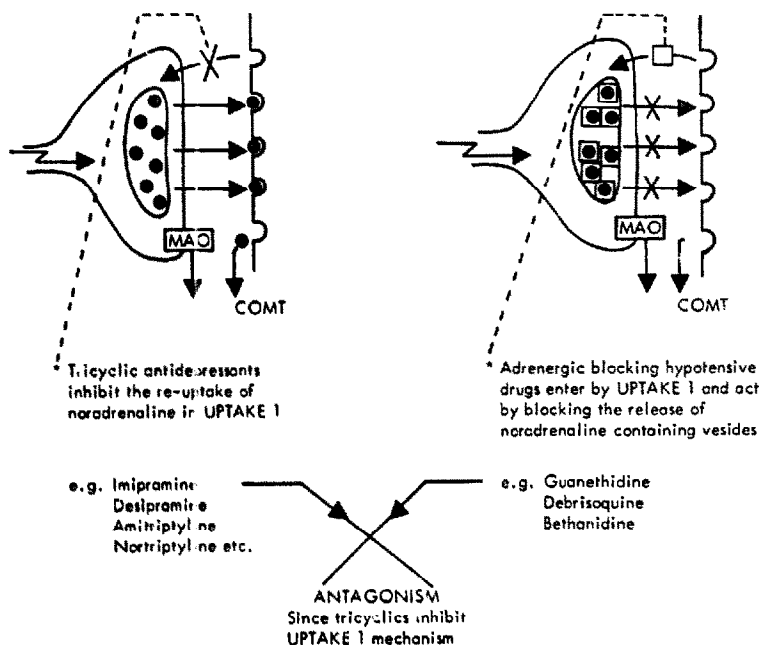 MAO
COMT
* Tricyclic antidepressants
inhibit the re-uptake of
noradrenaline in UPTAKE 1
e.g. Imipramine
Desipramine
Amitriptyline
Nortriptyline etc.
MAO
COMT
* Adrenergic blocking hypotensive
drugs enter by UPTAKE 1 and act
by blocking the release of
noradrenaline containing vesides
e.g. Guanethidine
Debrisoquine
Bethanidine
ANTAGONISM
Since tricyclics inhibit
UPTAKE 1 mechanism